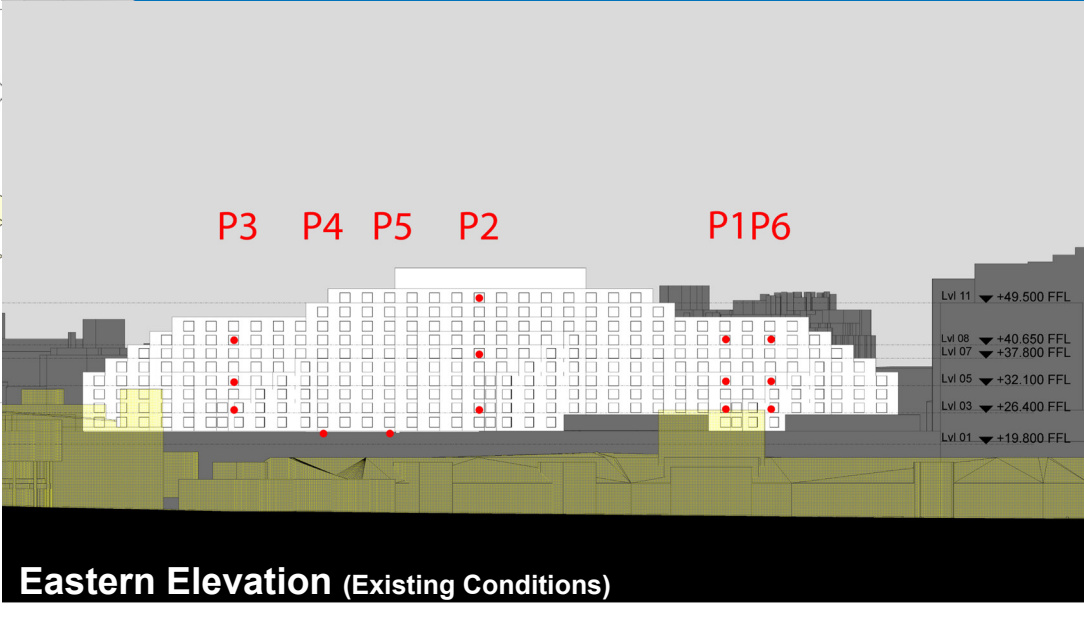 P3 P4 P5 P2 P1 P6
Lvl 11 +49.500 FFL
Lvl 08 +40.650 FFL
Lvl 07 +37.800 FFL
Lvl 05 +32.100 FFL
Lvl 03 +26.400 FFL
Lvl 01 +19.800 FFL
Eastern Elevation (Existing Conditions)